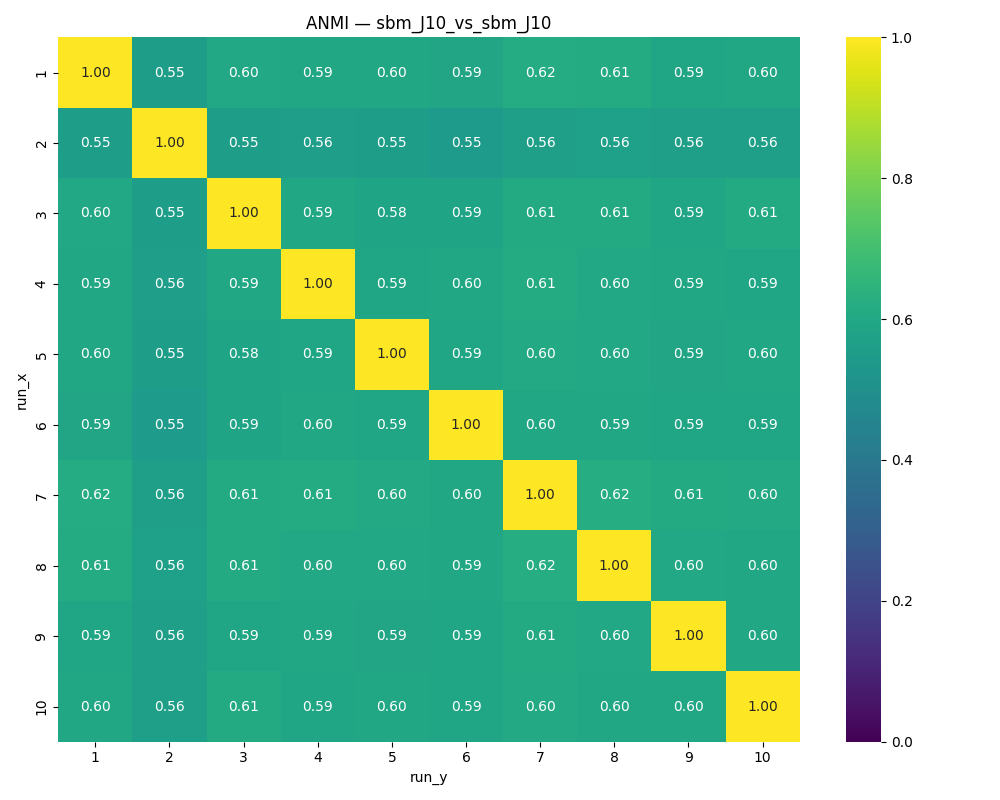 ANMI — sbm_J10_vs_sbm_J10
1 1.00 0.55 0.60 0.59 0.60 0.59 0.62 0.61 0.59 0.60
2 0.55 1.00 0.55 0.56 0.55 0.55 0.56 0.56 0.56 0.56
3 0.60 0.55 1.00 0.59 0.58 0.59 0.61 0.61 0.59 0.61
4 0.59 0.56 0.59 1.00 0.59 0.60 0.61 0.60 0.59 0.59
5 0.60 0.55 0.58 0.59 1.00 0.59 0.60 0.60 0.59 0.60
6 0.59 0.55 0.59 0.60 0.59 1.00 0.60 0.59 0.59 0.59
7 0.62 0.56 0.61 0.61 0.60 0.60 1.00 0.62 0.61 0.60
8 0.61 0.56 0.61 0.60 0.60 0.59 0.62 1.00 0.60 0.60
9 0.59 0.56 0.59 0.59 0.59 0.59 0.61 0.60 1.00 0.60
10 0.60 0.56 0.61 0.59 0.60 0.59 0.60 0.60 0.60 1.00
1 2 3 4 5 6 7 8 9 10
run_x
run_y
1.0
0.8
0.6
0.4
0.2
0.0